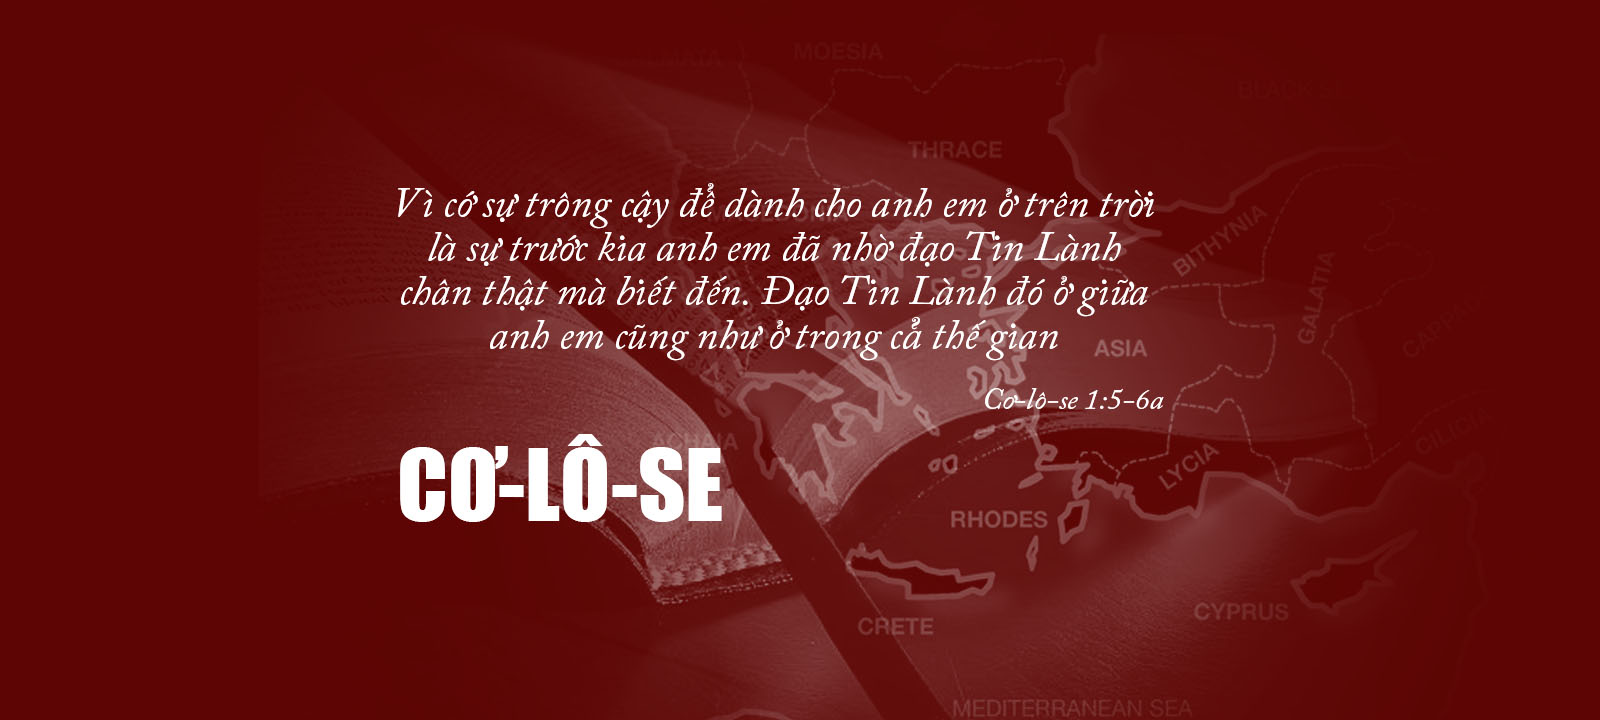 MOESIA
BLACK SE
THRACE
Vì cớ sự trông cậy để dành cho anh em ở trên trời
là sự trước kia anh em đã nhờ đạo Tin Lành
chân thật mà biết đến. Đạo Tin Lành đó ở giữa
anh em cũng như ở trong cả thế gian
BITHYNIA
GALATIA
ASIA
Cơ-lô-se 1:5-6a
CƠ-LÔ-SE
CILICIA
LYCIA
RHODES
CYPRUS
CRETE
MEDITERRANEAN SEA